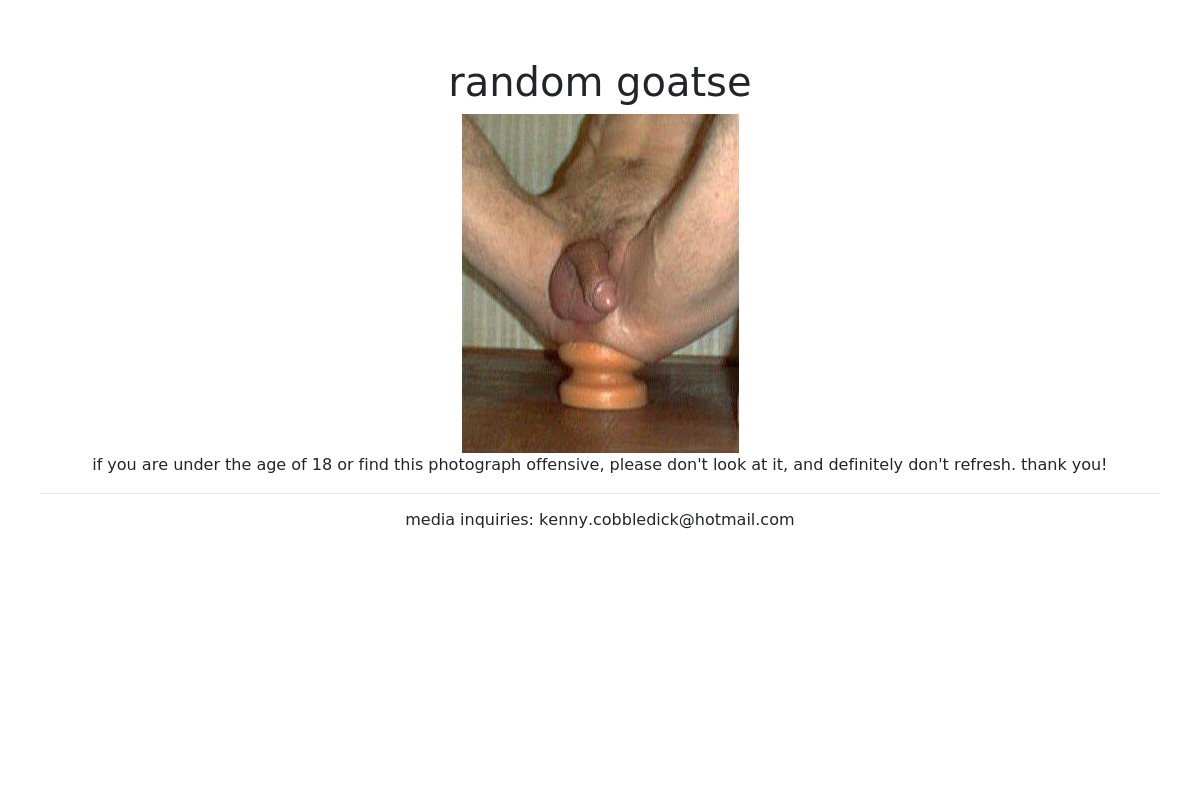 random goatse
if you are under the age of 18 or find this photograph offensive, please don't look at it, and definitely don't refresh. thank you!
media inquiries: kenny.cobbledick@hotmail.com